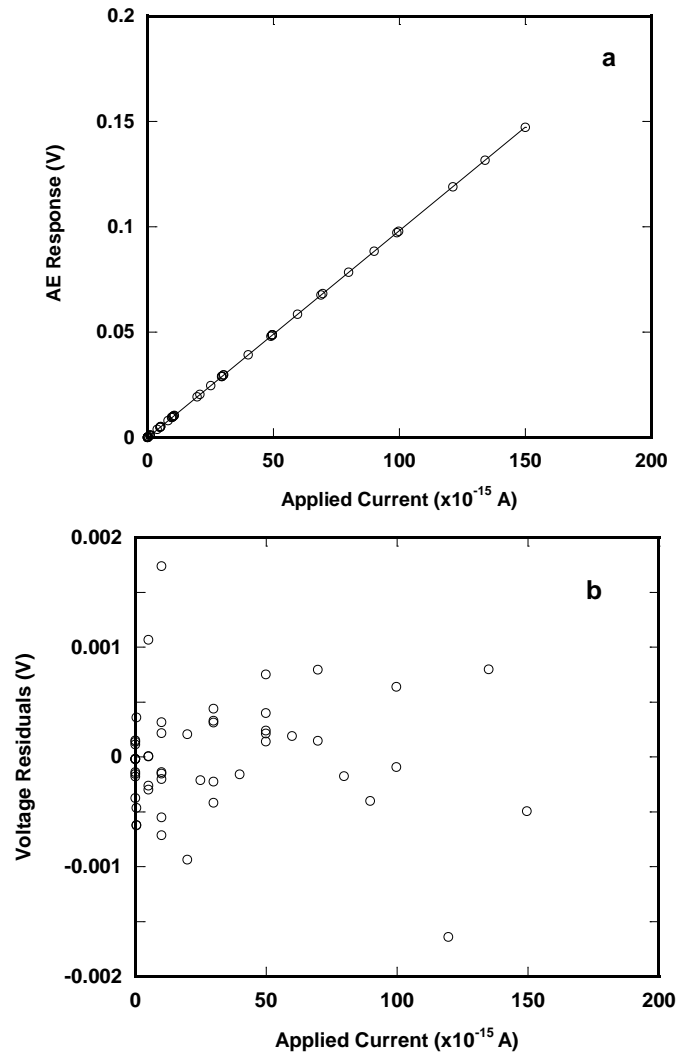 0.2
a
0.15
0.1
0.05
0
AE Response (V)
0 50 100 150 200
Applied Current (x10⁻¹⁵ A)
0.002
b
0.001
0
-0.001
-0.002
Voltage Residuals (V)
0 50 100 150 200
Applied Current (x10⁻¹⁵ A)